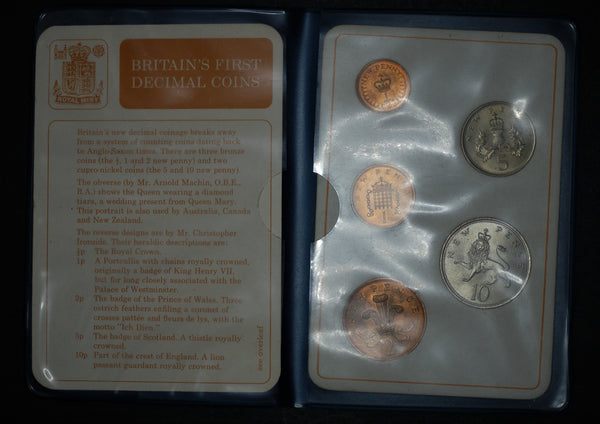 BRITAIN'S FIRST
DECIMAL COINS
ROYAL MINT
Britain's new decimal coinage breaks away
from a system of counting coins dating back
to Anglo-Saxon times. There are three bronze
coins (the ½, 1 and 2 new penny) and two
cupro-nickel coins (the 5 and 10 new penny).
The obverse (by Mr. Arnold Machin, O.B.E.,
R.A.) shows the Queen wearing a diamond
tiara, a wedding present from Queen Mary.
This portrait is also used by Australia, Canada
and New Zealand.
The reverse designs are by Mr. Christopher
Ironside. Their heraldic descriptions are:
½p The Royal Crown.
1p A Portcullis with chains royally crowned,
originally a badge of King Henry VII,
but for long closely associated with the
Palace of Westminster.
2p The badge of the Prince of Wales. Three
ostrich feathers enfiling a coronet of
crosses pattée and fleurs de lys, with the
motto "Ich Dien."
5p The badge of Scotland. A thistle royally
crowned.
10p Part of the crest of England. A lion
passant guardant royally crowned.
see overleaf
5
NEW PENCE
10